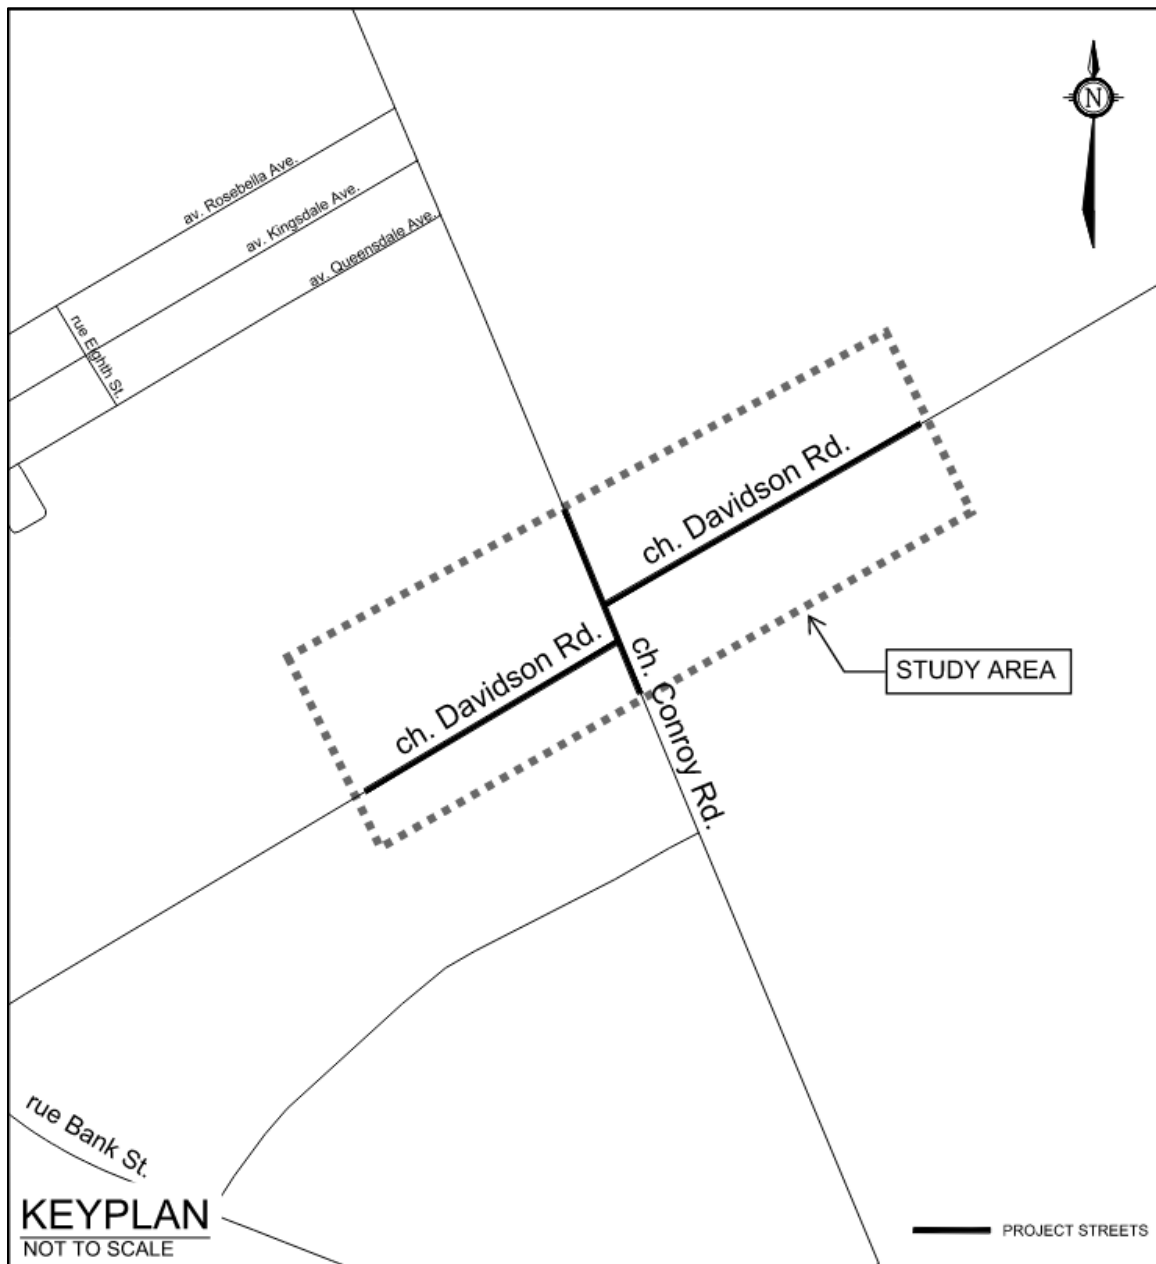 N
av. Rosebella Ave.
av. Kingsdale Ave.
av. Queensdale Ave.
rue Eighth St.
ch. Davidson Rd.
ch. Davidson Rd.
ch. Conroy Rd.
STUDY AREA
rue Bank St.
KEYPLAN
NOT TO SCALE
PROJECT STREETS